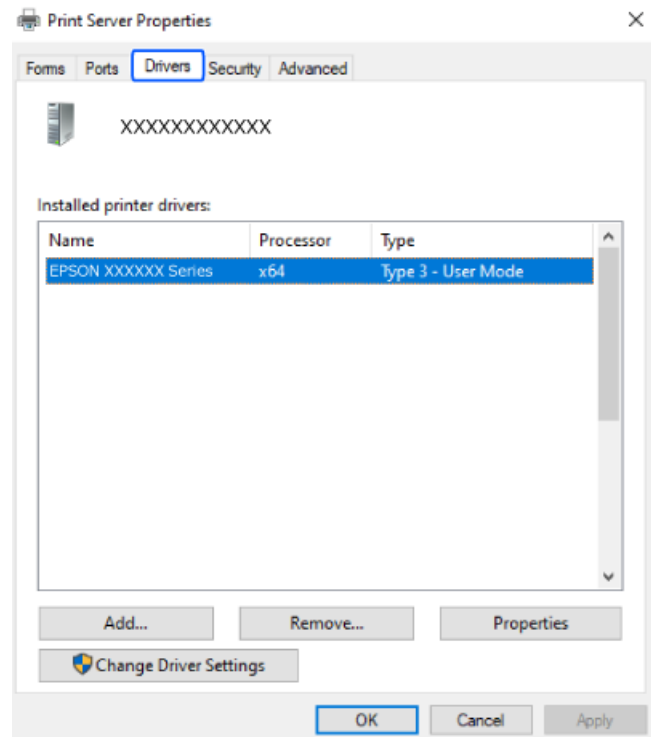 Print Server Properties
Forms Ports Drivers Security Advanced
XXXXXXXXXXXX
Installed printer drivers:
Name Processor Type
EPSON XXXXXX Series x64 Type 3 - User Mode
Add... Remove... Properties
Change Driver Settings
OK Cancel Apply